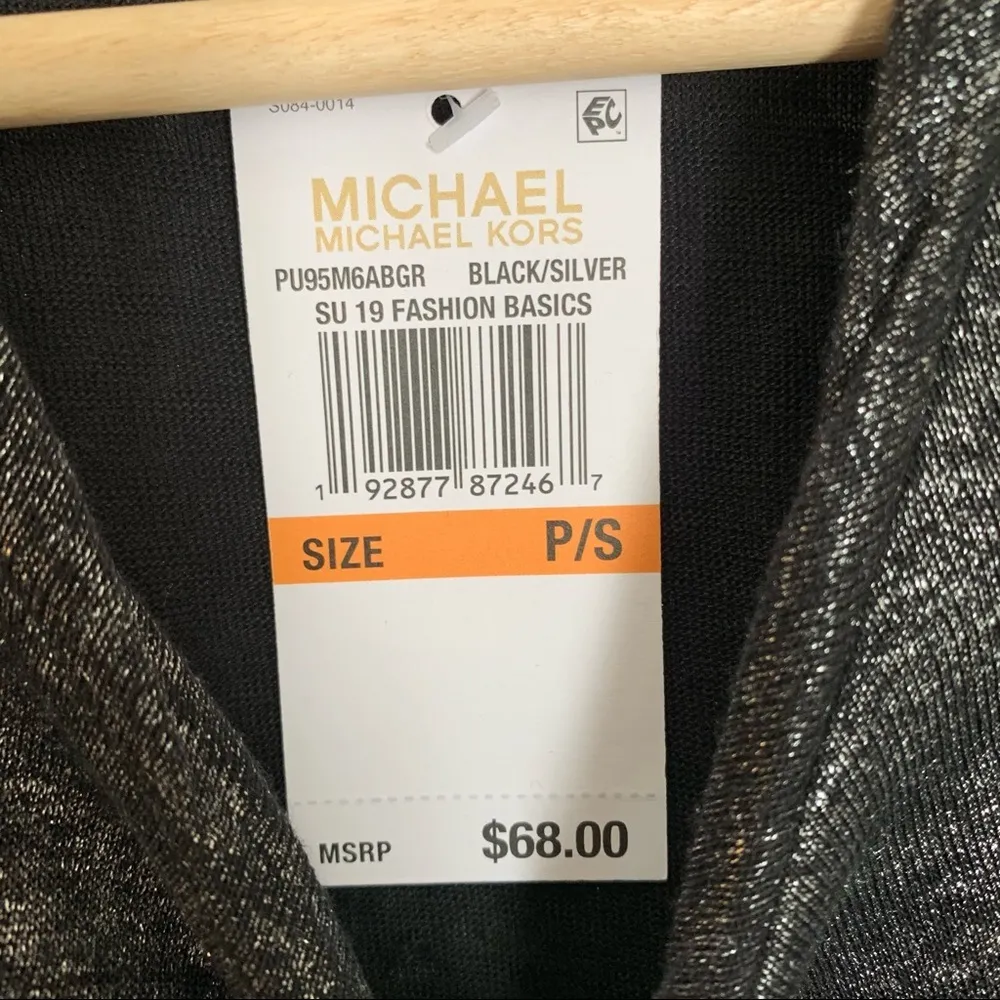 S084-0014
EPC
MICHAEL
MICHAEL KORS
PU95M6ABGR BLACK/SILVER
SU 19 FASHION BASICS
1 92877 87246 7
SIZE P/S
MSRP $68.00